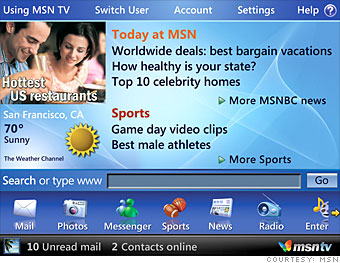 Using MSN TV Switch User Account Settings Help ?
Hottest
US restaurants
Today at MSN
Worldwide deals: best bargain vacations
How healthy is your state?
Top 10 celebrity homes
More MSNBC news
San Francisco, CA
70°
Sunny
The Weather Channel
Sports
Game day video clips
Best male athletes
More Sports
Search or type www Go
Mail Photos Messenger Sports News Radio Enter
10 Unread mail 2 Contacts online msn tv
COURTESY: MSN